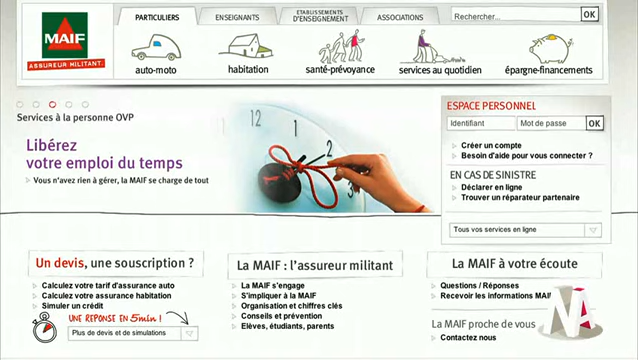 PARTICULIERS
ENSEIGNANTS
ETABLISSEMENTS
D'ENSEIGNEMENT
ASSOCIATIONS
Rechercher...
OK
MAIF
ASSUREUR MILITANT.
auto-moto
habitation
santé-prévoyance
services au quotidien
épargne-financements
Services à la personne OVP
Libérez
votre emploi du temps
Vous n'avez rien à gérer, la MAIF se charge de tout
12
1
2
3
ESPACE PERSONNEL
Identifiant
Mot de passe
OK
Créer un compte
Besoin d'aide pour vous connecter ?
EN CAS DE SINISTRE
Déclarer en ligne
Trouver un réparateur partenaire
Tous vos services en ligne
Un devis, une souscription ?
Calculez votre tarif d'assurance auto
Calculez votre assurance habitation
Simuler un crédit
UNE REPONSE EN 5min !
Plus de devis et de simulations
La MAIF : l'assureur militant
La MAIF s'engage
S'impliquer à la MAIF
Organisation et chiffres clés
Conseils et prévention
Elèves, étudiants, parents
La MAIF à votre écoute
Questions / Réponses
Recevoir les informations MAIF
La MAIF proche de vous
Contactez nous